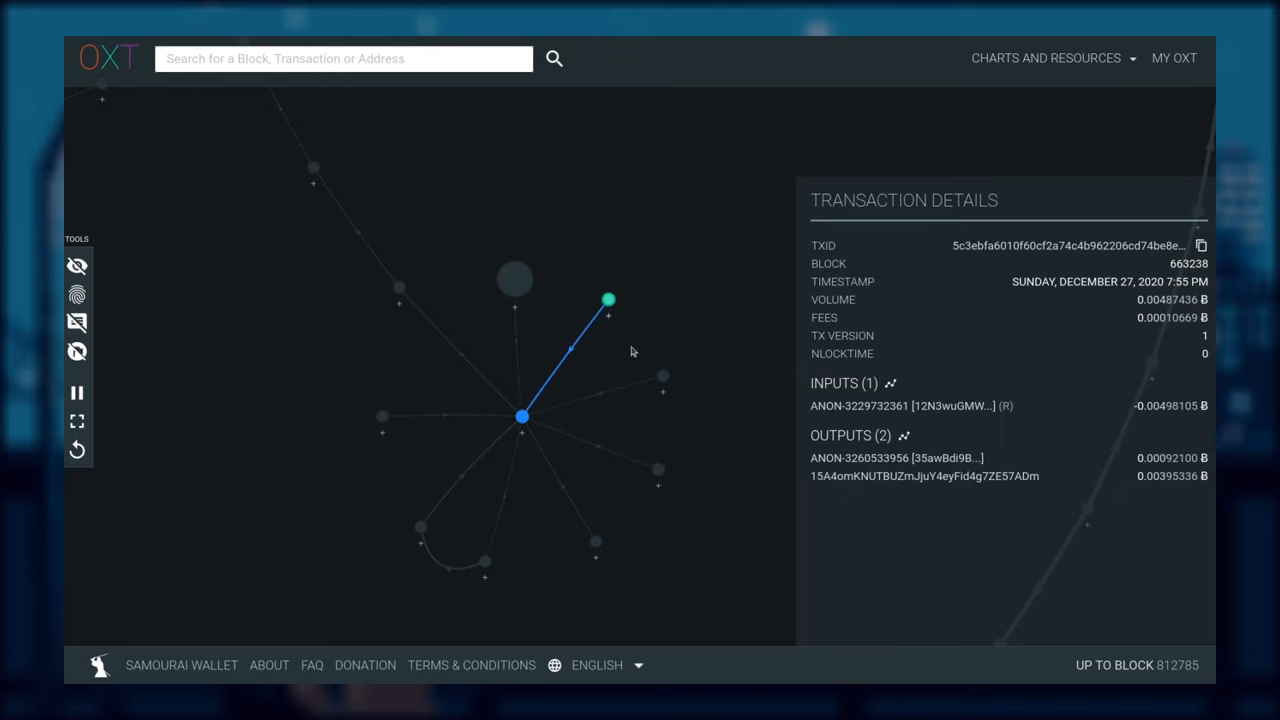 OXT
Search for a Block, Transaction or Address
CHARTS AND RESOURCES
MY OXT
TOOLS
TRANSACTION DETAILS
TXID 5c3ebfa6010f60cf2a74c4b962206cd74be8e...
BLOCK 663238
TIMESTAMP SUNDAY, DECEMBER 27, 2020 7:55 PM
VOLUME 0.00487436 Ƀ
FEES 0.00010669 Ƀ
TX VERSION 1
NLOCKTIME 0
INPUTS (1)
ANON-3229732361 [12N3wuGMW...] (R) -0.00498105 Ƀ
OUTPUTS (2)
ANON-3260533956 [35awBdi9B...] 0.00092100 Ƀ
15A4omKNUTBUZmJjuY4eyFid4g7ZE57ADm 0.00395336 Ƀ
SAMOURAI WALLET ABOUT FAQ DONATION TERMS & CONDITIONS ENGLISH UP TO BLOCK 812785